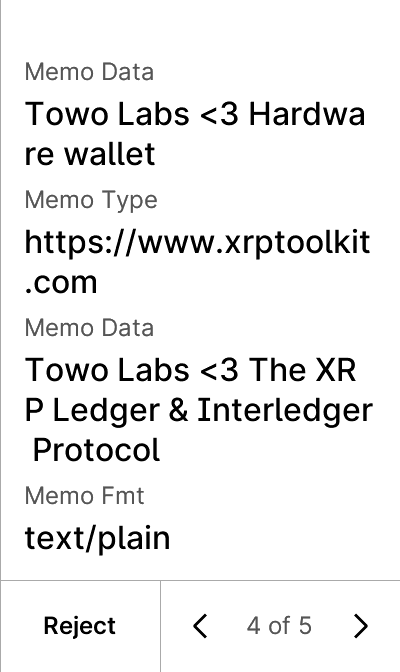 Memo Data
Towo Labs <3 Hardwa
re wallet
Memo Type
https://www.xrptoolkit
.com
Memo Data
Towo Labs <3 The XR
P Ledger & Interledger
 Protocol
Memo Fmt
text/plain
Reject 4 of 5